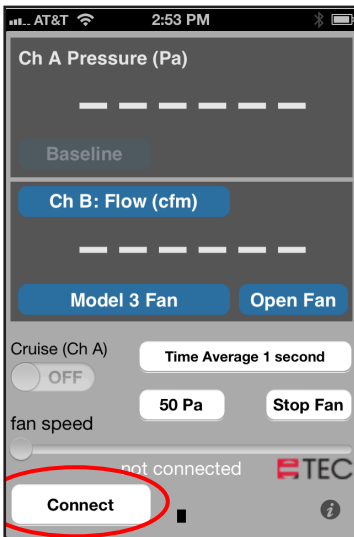 AT&T 2:53 PM
Ch A Pressure (Pa)
_ _ _ _ _ _
Baseline
Ch B: Flow (cfm)
_ _ _ _ _ _
Model 3 Fan Open Fan
Cruise (Ch A) Time Average 1 second
OFF
50 Pa Stop Fan
fan speed
not connected TEC
Connect i